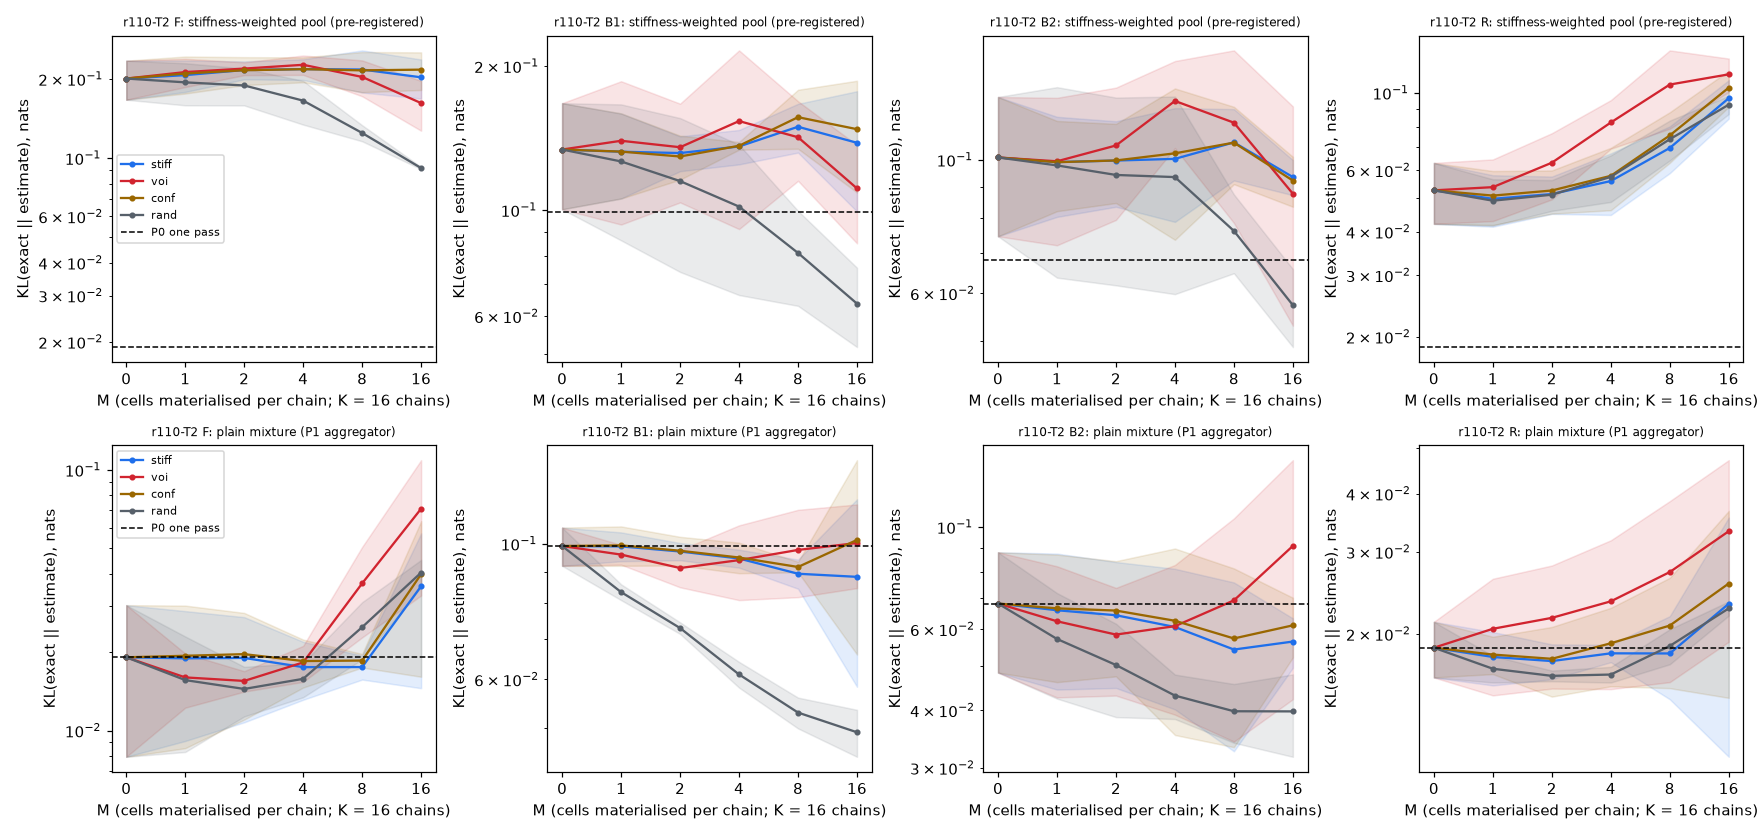 r110-T2 F: stiffness-weighted pool (pre-registered)
KL(exact || estimate), nats
2 × 10⁻¹
10⁻¹
6 × 10⁻²
4 × 10⁻²
3 × 10⁻²
2 × 10⁻²
stiff
voi
conf
rand
P0 one pass
0 1 2 4 8 16
M (cells materialised per chain; K = 16 chains)
r110-T2 B1: stiffness-weighted pool (pre-registered)
KL(exact || estimate), nats
2 × 10⁻¹
10⁻¹
6 × 10⁻²
0 1 2 4 8 16
M (cells materialised per chain; K = 16 chains)
r110-T2 B2: stiffness-weighted pool (pre-registered)
KL(exact || estimate), nats
10⁻¹
6 × 10⁻²
0 1 2 4 8 16
M (cells materialised per chain; K = 16 chains)
r110-T2 R: stiffness-weighted pool (pre-registered)
KL(exact || estimate), nats
10⁻¹
6 × 10⁻²
4 × 10⁻²
3 × 10⁻²
2 × 10⁻²
0 1 2 4 8 16
M (cells materialised per chain; K = 16 chains)
r110-T2 F: plain mixture (P1 aggregator)
KL(exact || estimate), nats
10⁻¹
10⁻²
stiff
voi
conf
rand
P0 one pass
0 1 2 4 8 16
M (cells materialised per chain; K = 16 chains)
r110-T2 B1: plain mixture (P1 aggregator)
KL(exact || estimate), nats
10⁻¹
6 × 10⁻²
0 1 2 4 8 16
M (cells materialised per chain; K = 16 chains)
r110-T2 B2: plain mixture (P1 aggregator)
KL(exact || estimate), nats
10⁻¹
6 × 10⁻²
4 × 10⁻²
3 × 10⁻²
0 1 2 4 8 16
M (cells materialised per chain; K = 16 chains)
r110-T2 R: plain mixture (P1 aggregator)
KL(exact || estimate), nats
4 × 10⁻²
3 × 10⁻²
2 × 10⁻²
0 1 2 4 8 16
M (cells materialised per chain; K = 16 chains)